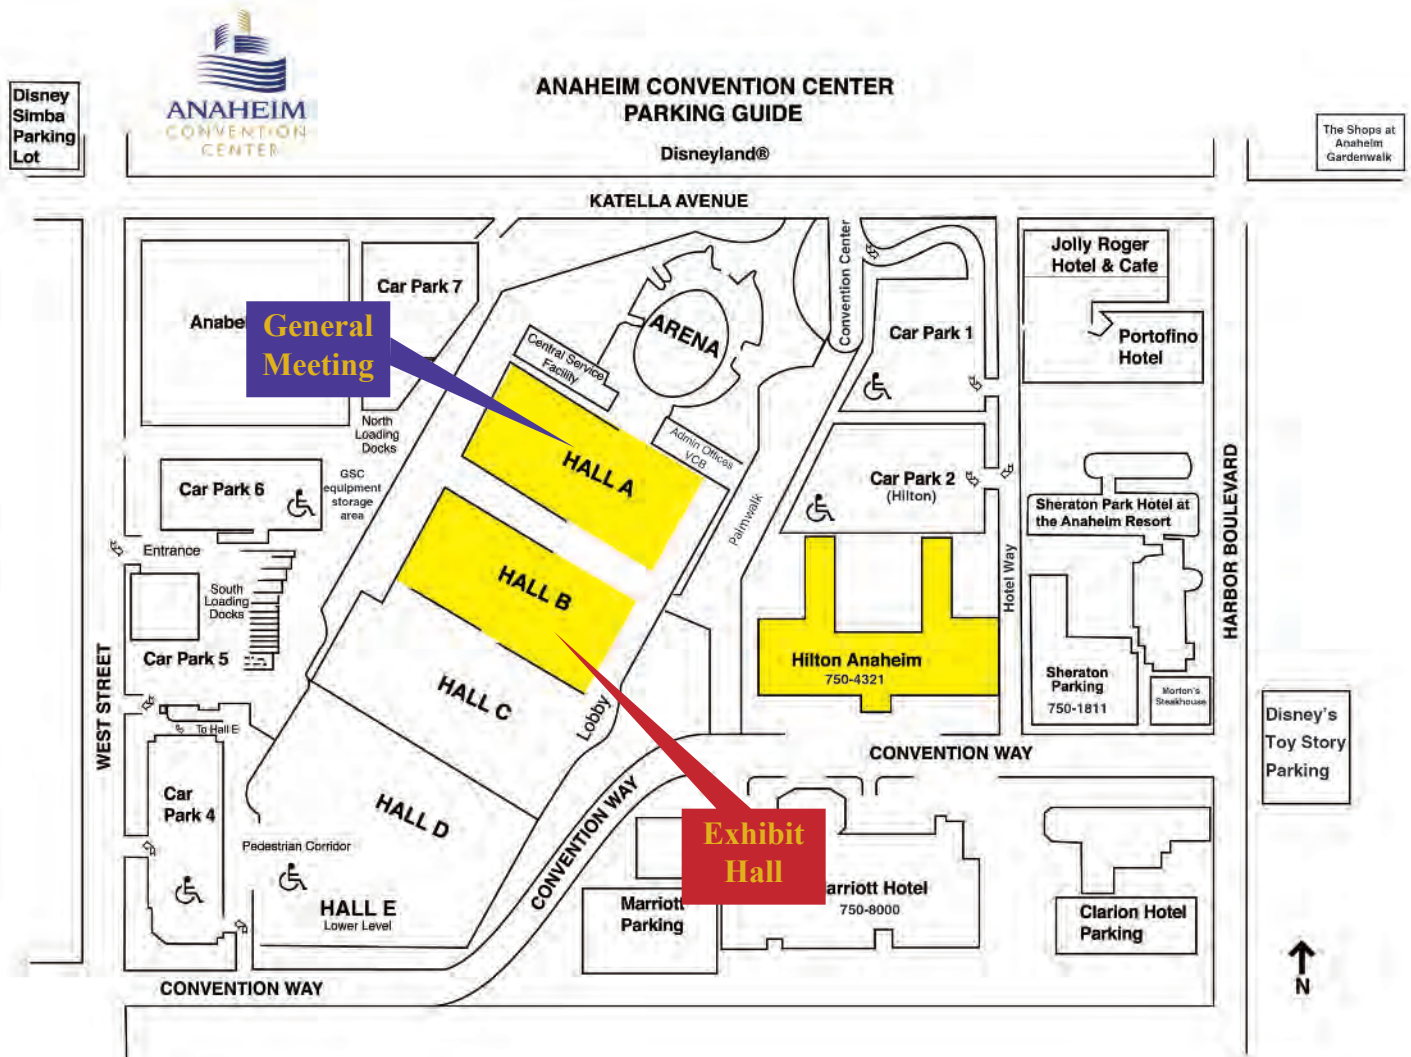 ANAHEIM
CONVENTION
CENTER
ANAHEIM CONVENTION CENTER
PARKING GUIDE
Disney
Simba
Parking
Lot
The Shops at
Anaheim
Gardenwalk
Disneyland®
KATELLA AVENUE
Convention Center
Jolly Roger
Hotel & Cafe
Car Park 7
Anabe
General
Meeting
ARENA
Car Park 1
Portofino
Hotel
Central Service
Facility
North
Loading
Docks
Admin Offices
VCB
HALL A
Car Park 6
GSC
equipment
storage
area
Car Park 2
(Hilton)
Palmwalk
Sheraton Park Hotel at
the Anaheim Resort
HARBOR BOULEVARD
Entrance
HALL B
Hotel Way
South
Loading
Docks
Car Park 5
Hilton Anaheim
750-4321
Sheraton
Parking
750-1811
Morton's
Steakhouse
WEST STREET
HALL C
Lobby
To Hall E
Disney's
Toy Story
Parking
CONVENTION WAY
Car
Park 4
HALL D
CONVENTION WAY
Exhibit
Hall
Pedestrian Corridor
HALL E
Lower Level
Marriott
Parking
arriott Hotel
750-8000
Clarion Hotel
Parking
CONVENTION WAY
N